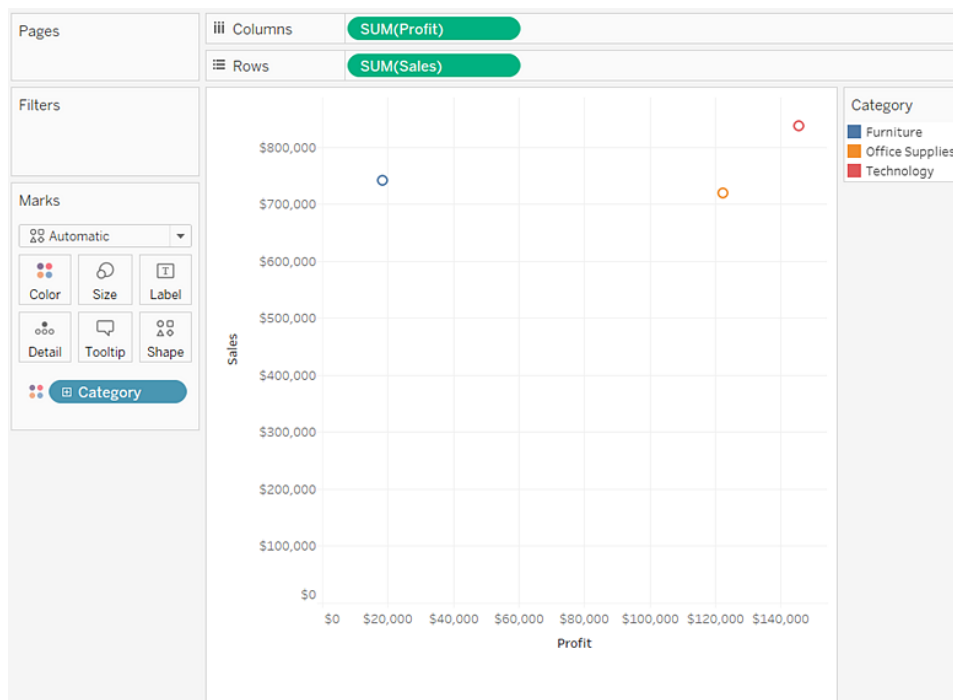 Pages
Columns
SUM(Profit)
Rows
SUM(Sales)
Filters
Marks
Automatic
Color
Size
T
Label
Detail
Tooltip
Shape
Category
$800,000
$700,000
$600,000
$500,000
$400,000
$300,000
$200,000
$100,000
$0
Sales
$0 $20,000 $40,000 $60,000 $80,000 $100,000 $120,000 $140,000
Profit
Category
Furniture
Office Supplies
Technology